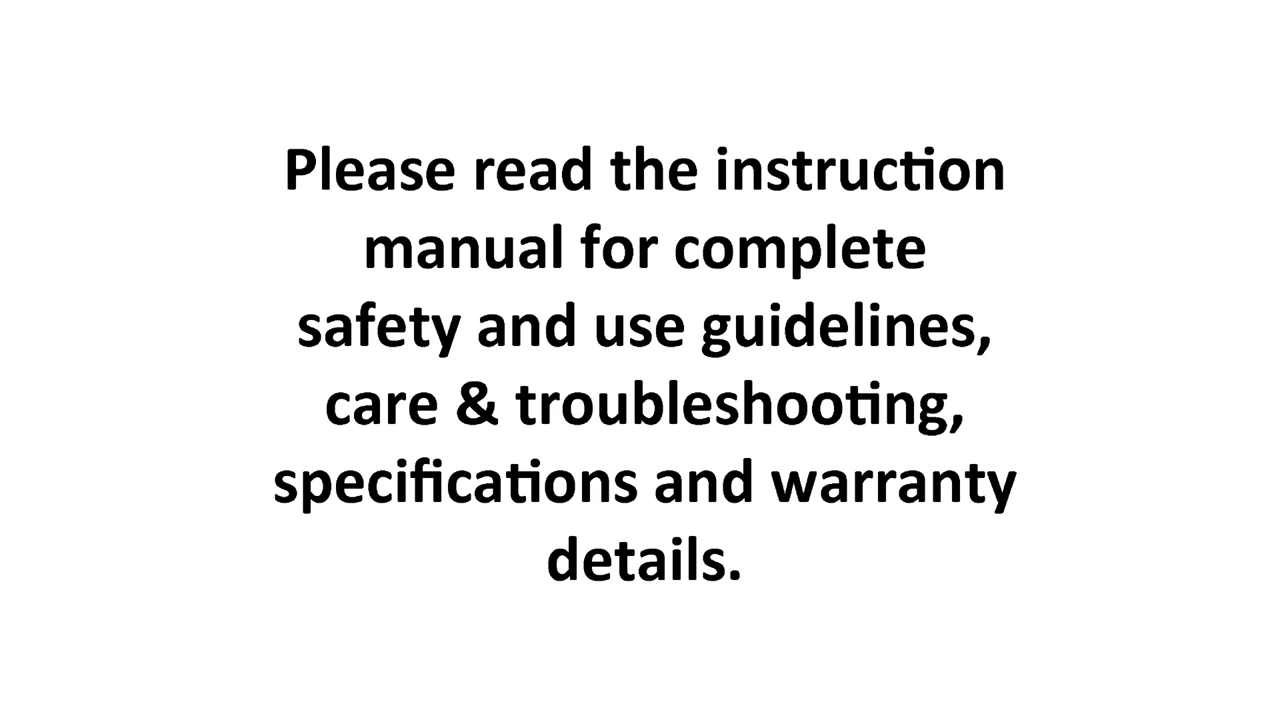 Please read the instruction
manual for complete
safety and use guidelines,
care & troubleshooting,
specifications and warranty
details.